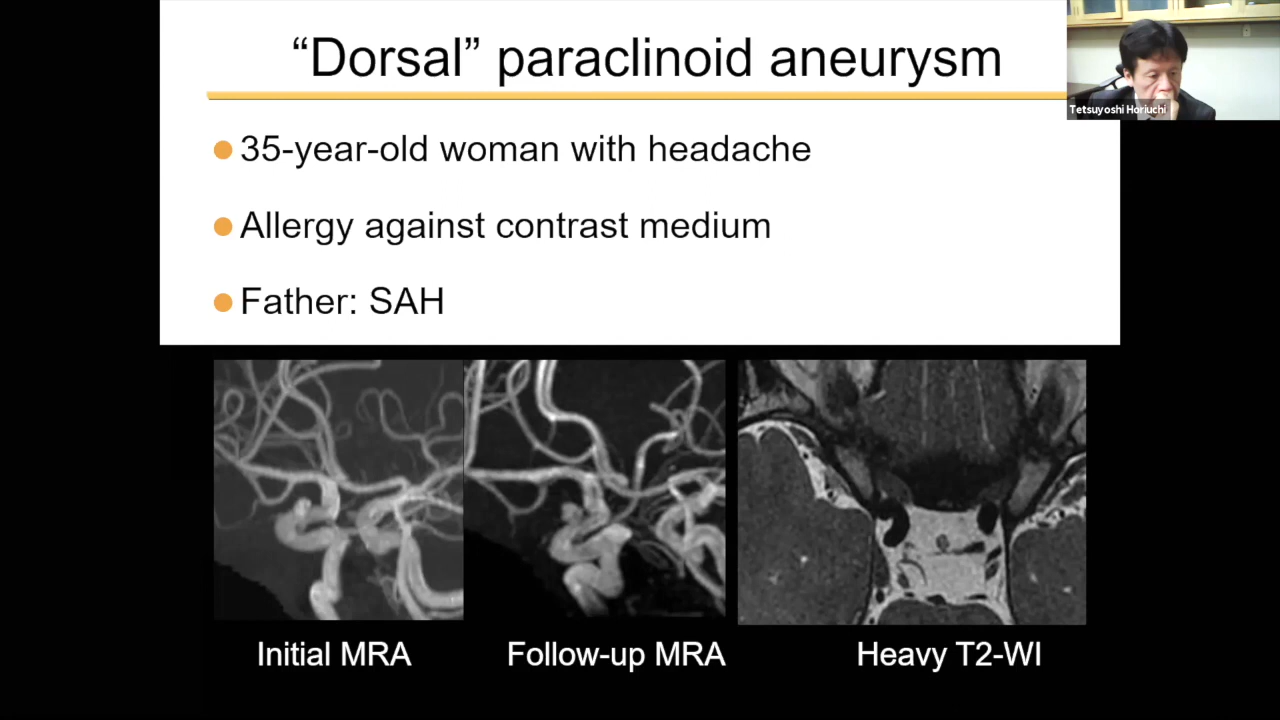 “Dorsal” paraclinoid aneurysm
Tetsuyoshi Horiuchi
35-year-old woman with headache
Allergy against contrast medium
Father: SAH
Initial MRA
Follow-up MRA
Heavy T2-WI